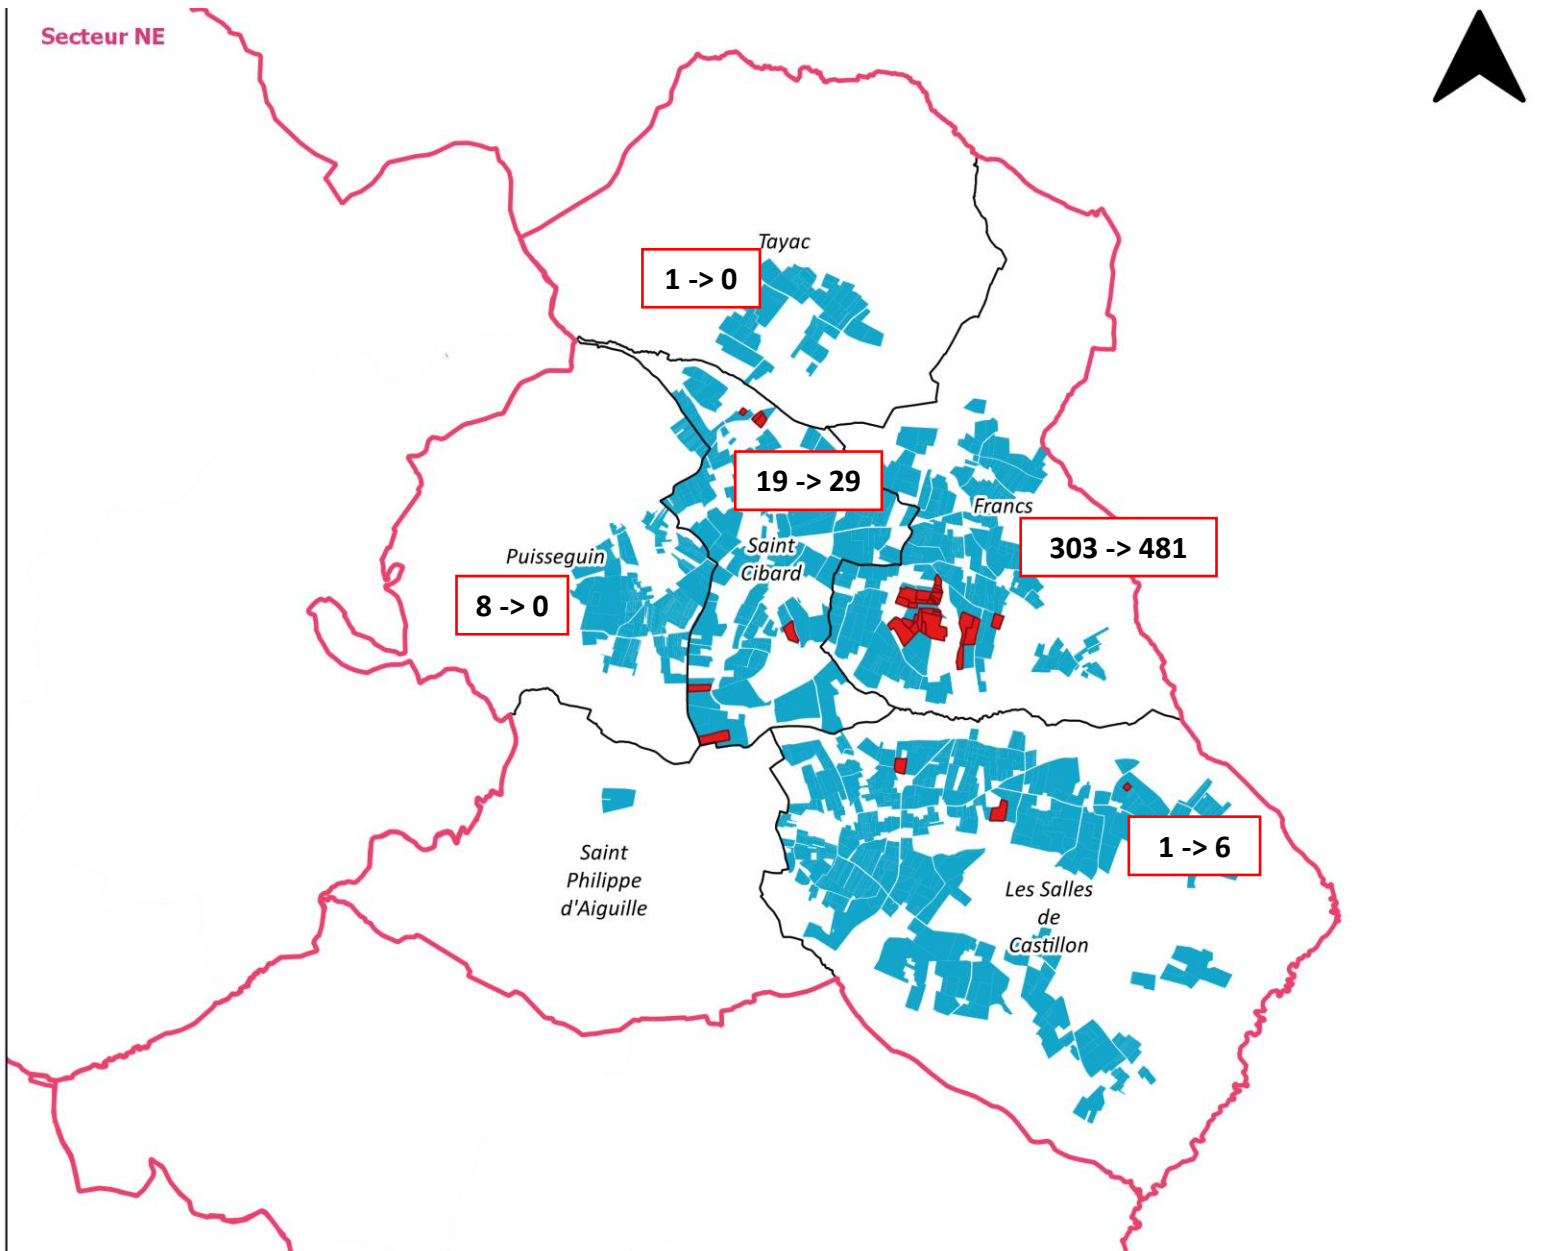 Secteur NE
Tayac
1 -> 0
19 -> 29
Francs
303 -> 481
Saint
Cibard
Puisseguin
8 -> 0
1 -> 6
Saint
Philippe
d'Aiguille
Les Salles
de
Castillon